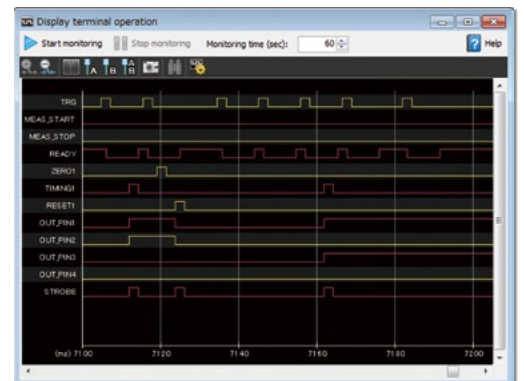 Display terminal operation
Start monitoring Stop monitoring Monitoring time (sec): 60 Help
A B A B
TRG
MEAS_START
MEAS_STOP
READY
ZERO1
TIMING1
RESET1
OUT_PIN1
OUT_PIN2
OUT_PIN3
OUT_PIN4
STROBE
(ms) 7100 7120 7140 7160 7180 7200